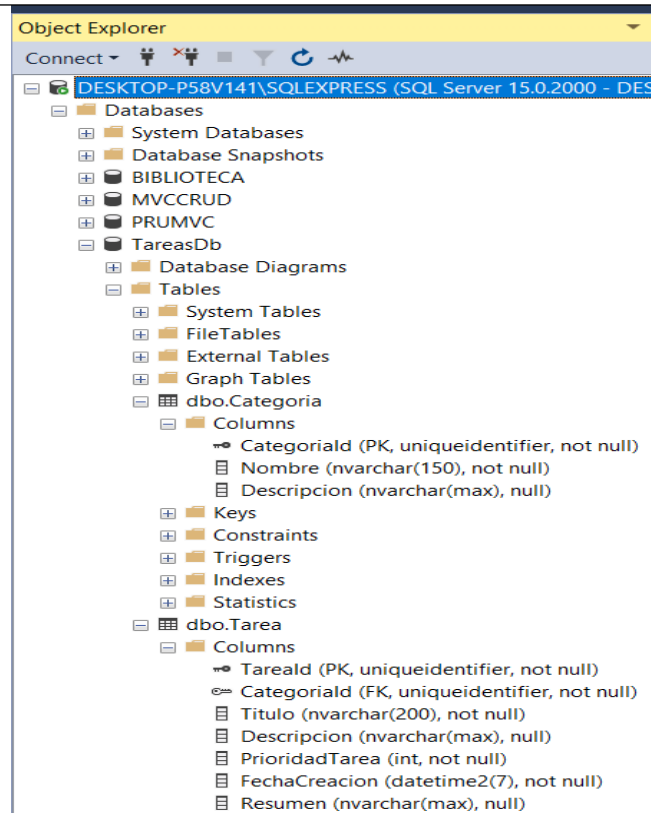 Object Explorer
Connect
DESKTOP-P58V141\SQLEXPRESS (SQL Server 15.0.2000 - DES
Databases
System Databases
Database Snapshots
BIBLIOTECA
MVCCRUD
PRUMVC
TareasDb
Database Diagrams
Tables
System Tables
FileTables
External Tables
Graph Tables
dbo.Categoria
Columns
CategoriaId (PK, uniqueidentifier, not null)
Nombre (nvarchar(150), not null)
Descripcion (nvarchar(max), null)
Keys
Constraints
Triggers
Indexes
Statistics
dbo.Tarea
Columns
TareaId (PK, uniqueidentifier, not null)
CategoriaId (FK, uniqueidentifier, not null)
Titulo (nvarchar(200), not null)
Descripcion (nvarchar(max), null)
PrioridadTarea (int, not null)
FechaCreacion (datetime2(7), not null)
Resumen (nvarchar(max), null)